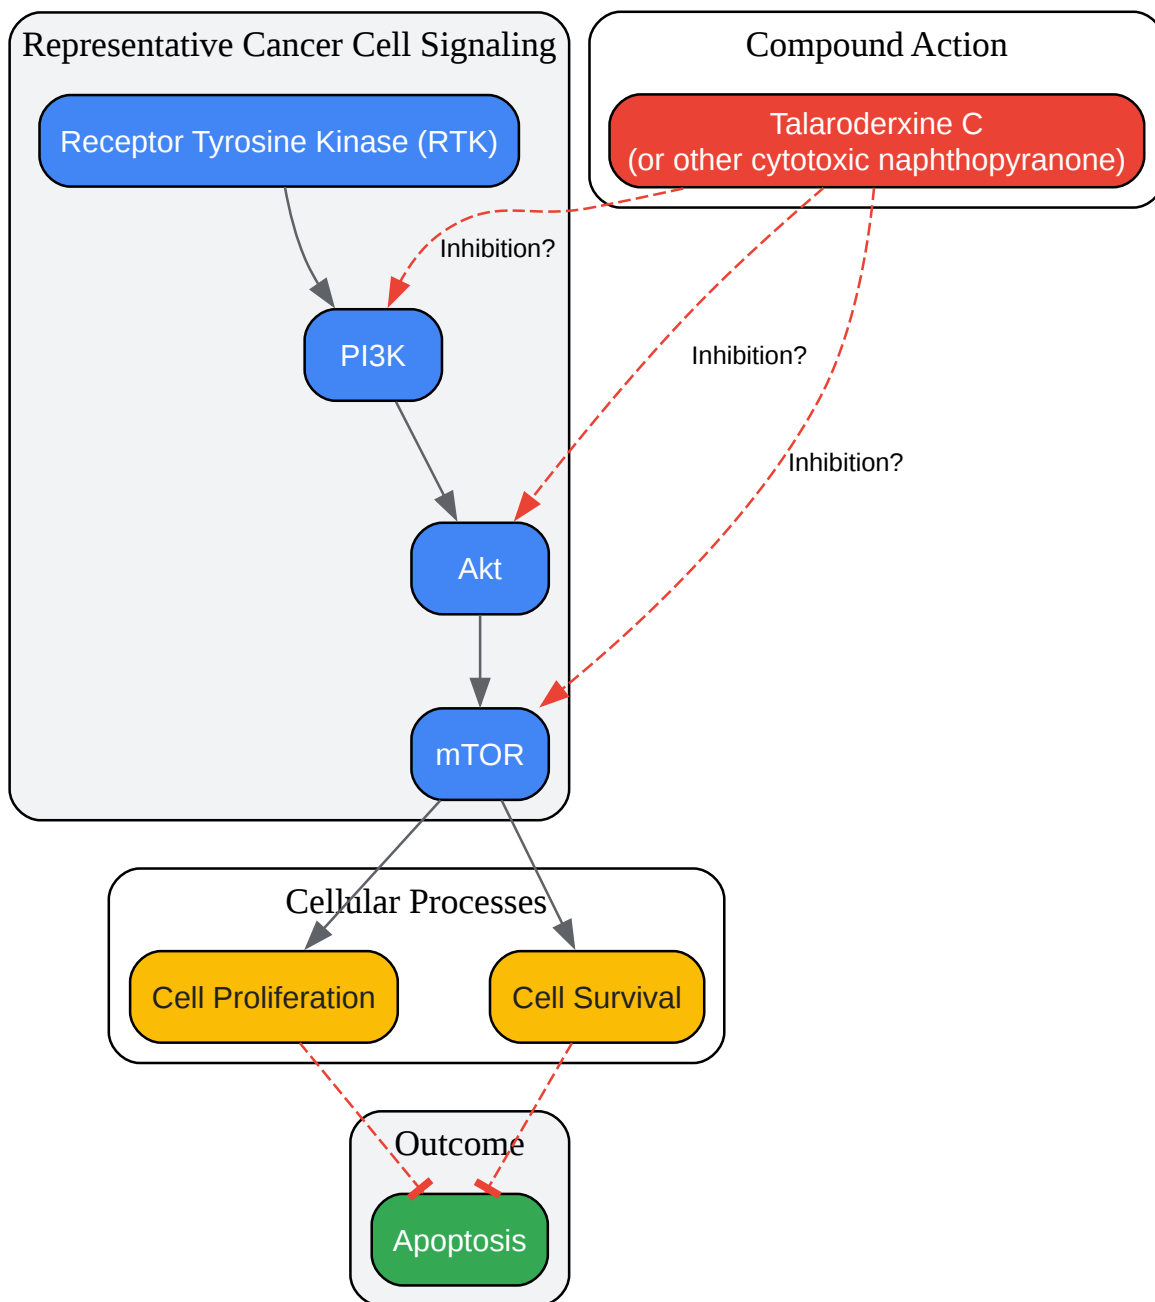 Representative Cancer Cell Signaling
Compound Action
Receptor Tyrosine Kinase (RTK)
Talaroderxine C
(or other cytotoxic naphthopyranone)
Inhibition?
PI3K
Inhibition?
Inhibition?
Akt
mTOR
Cellular Processes
Cell Proliferation
Cell Survival
Outcome
Apoptosis